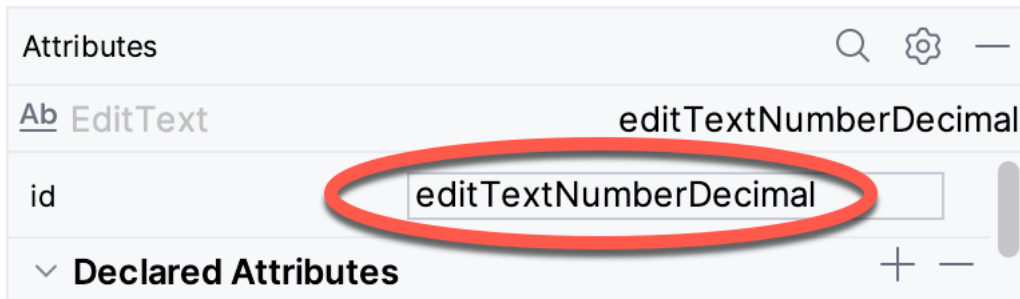 Attributes
Ab EditText editTextNumberDecimal
id editTextNumberDecimal
Declared Attributes